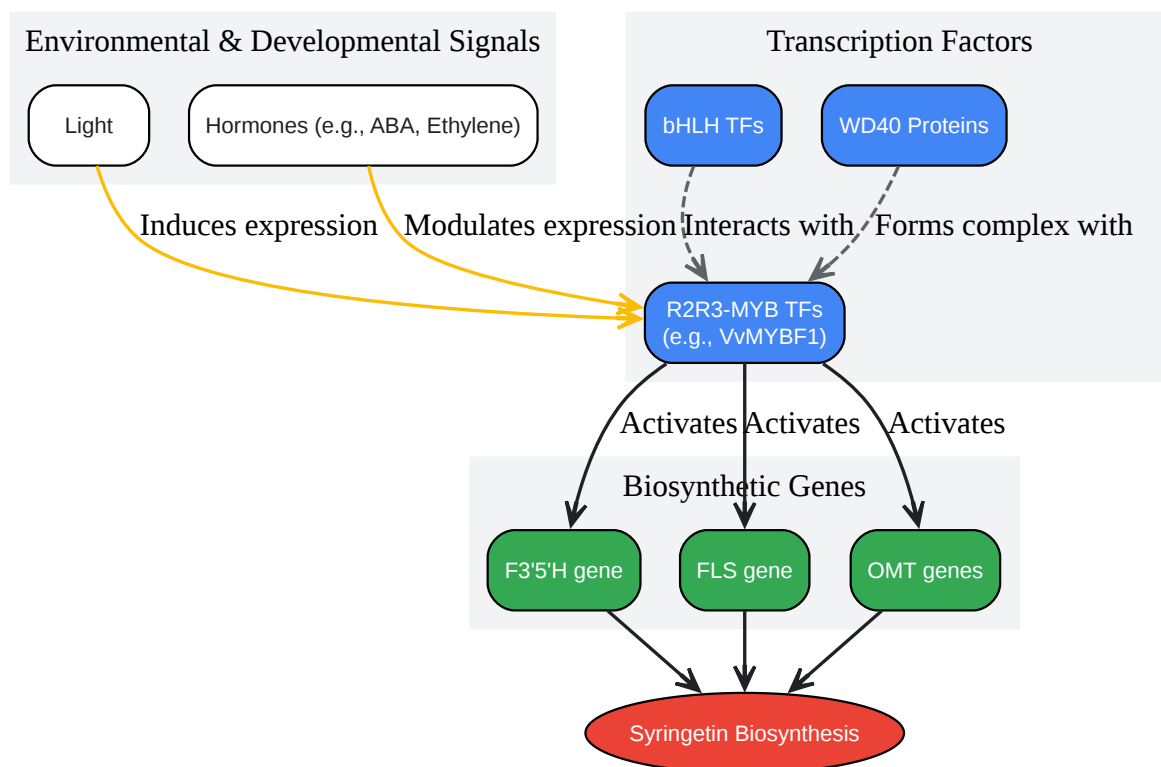 Environmental & Developmental Signals
Transcription Factors
Light
Hormones (e.g., ABA, Ethylene)
bHLH TFs
WD40 Proteins
Induces expression
Modulates expression
Interacts with
Forms complex with
R2R3-MYB TFs
(e.g., VvMYBF1)
Activates
Activates
Activates
Biosynthetic Genes
F3'5'H gene
FLS gene
OMT genes
Syringetin Biosynthesis